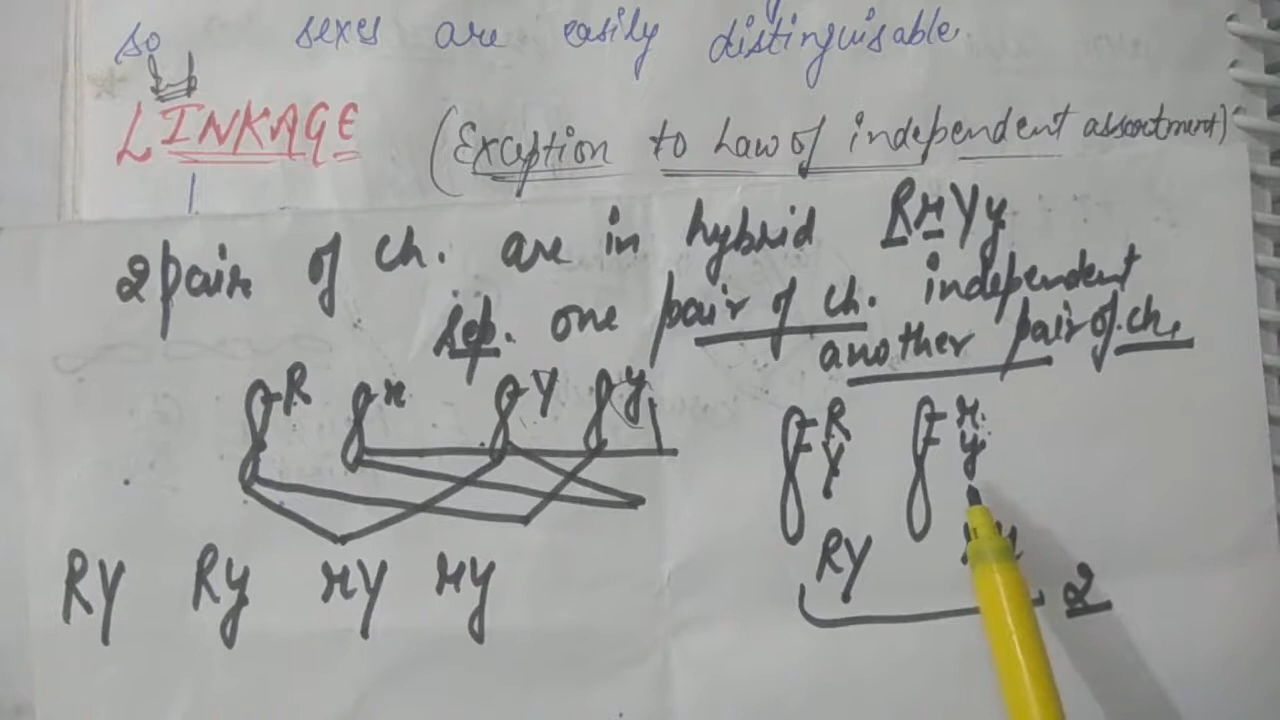 so sexes are easily distinguisable.
LINKAGE (Exception to Law of independent assortment)
2 pair of ch. are in hybrid RrYy
sep. one pair of ch. independent
another pair of ch.
R r Y y
R r
Y y
RY
2
RY Ry rY ry